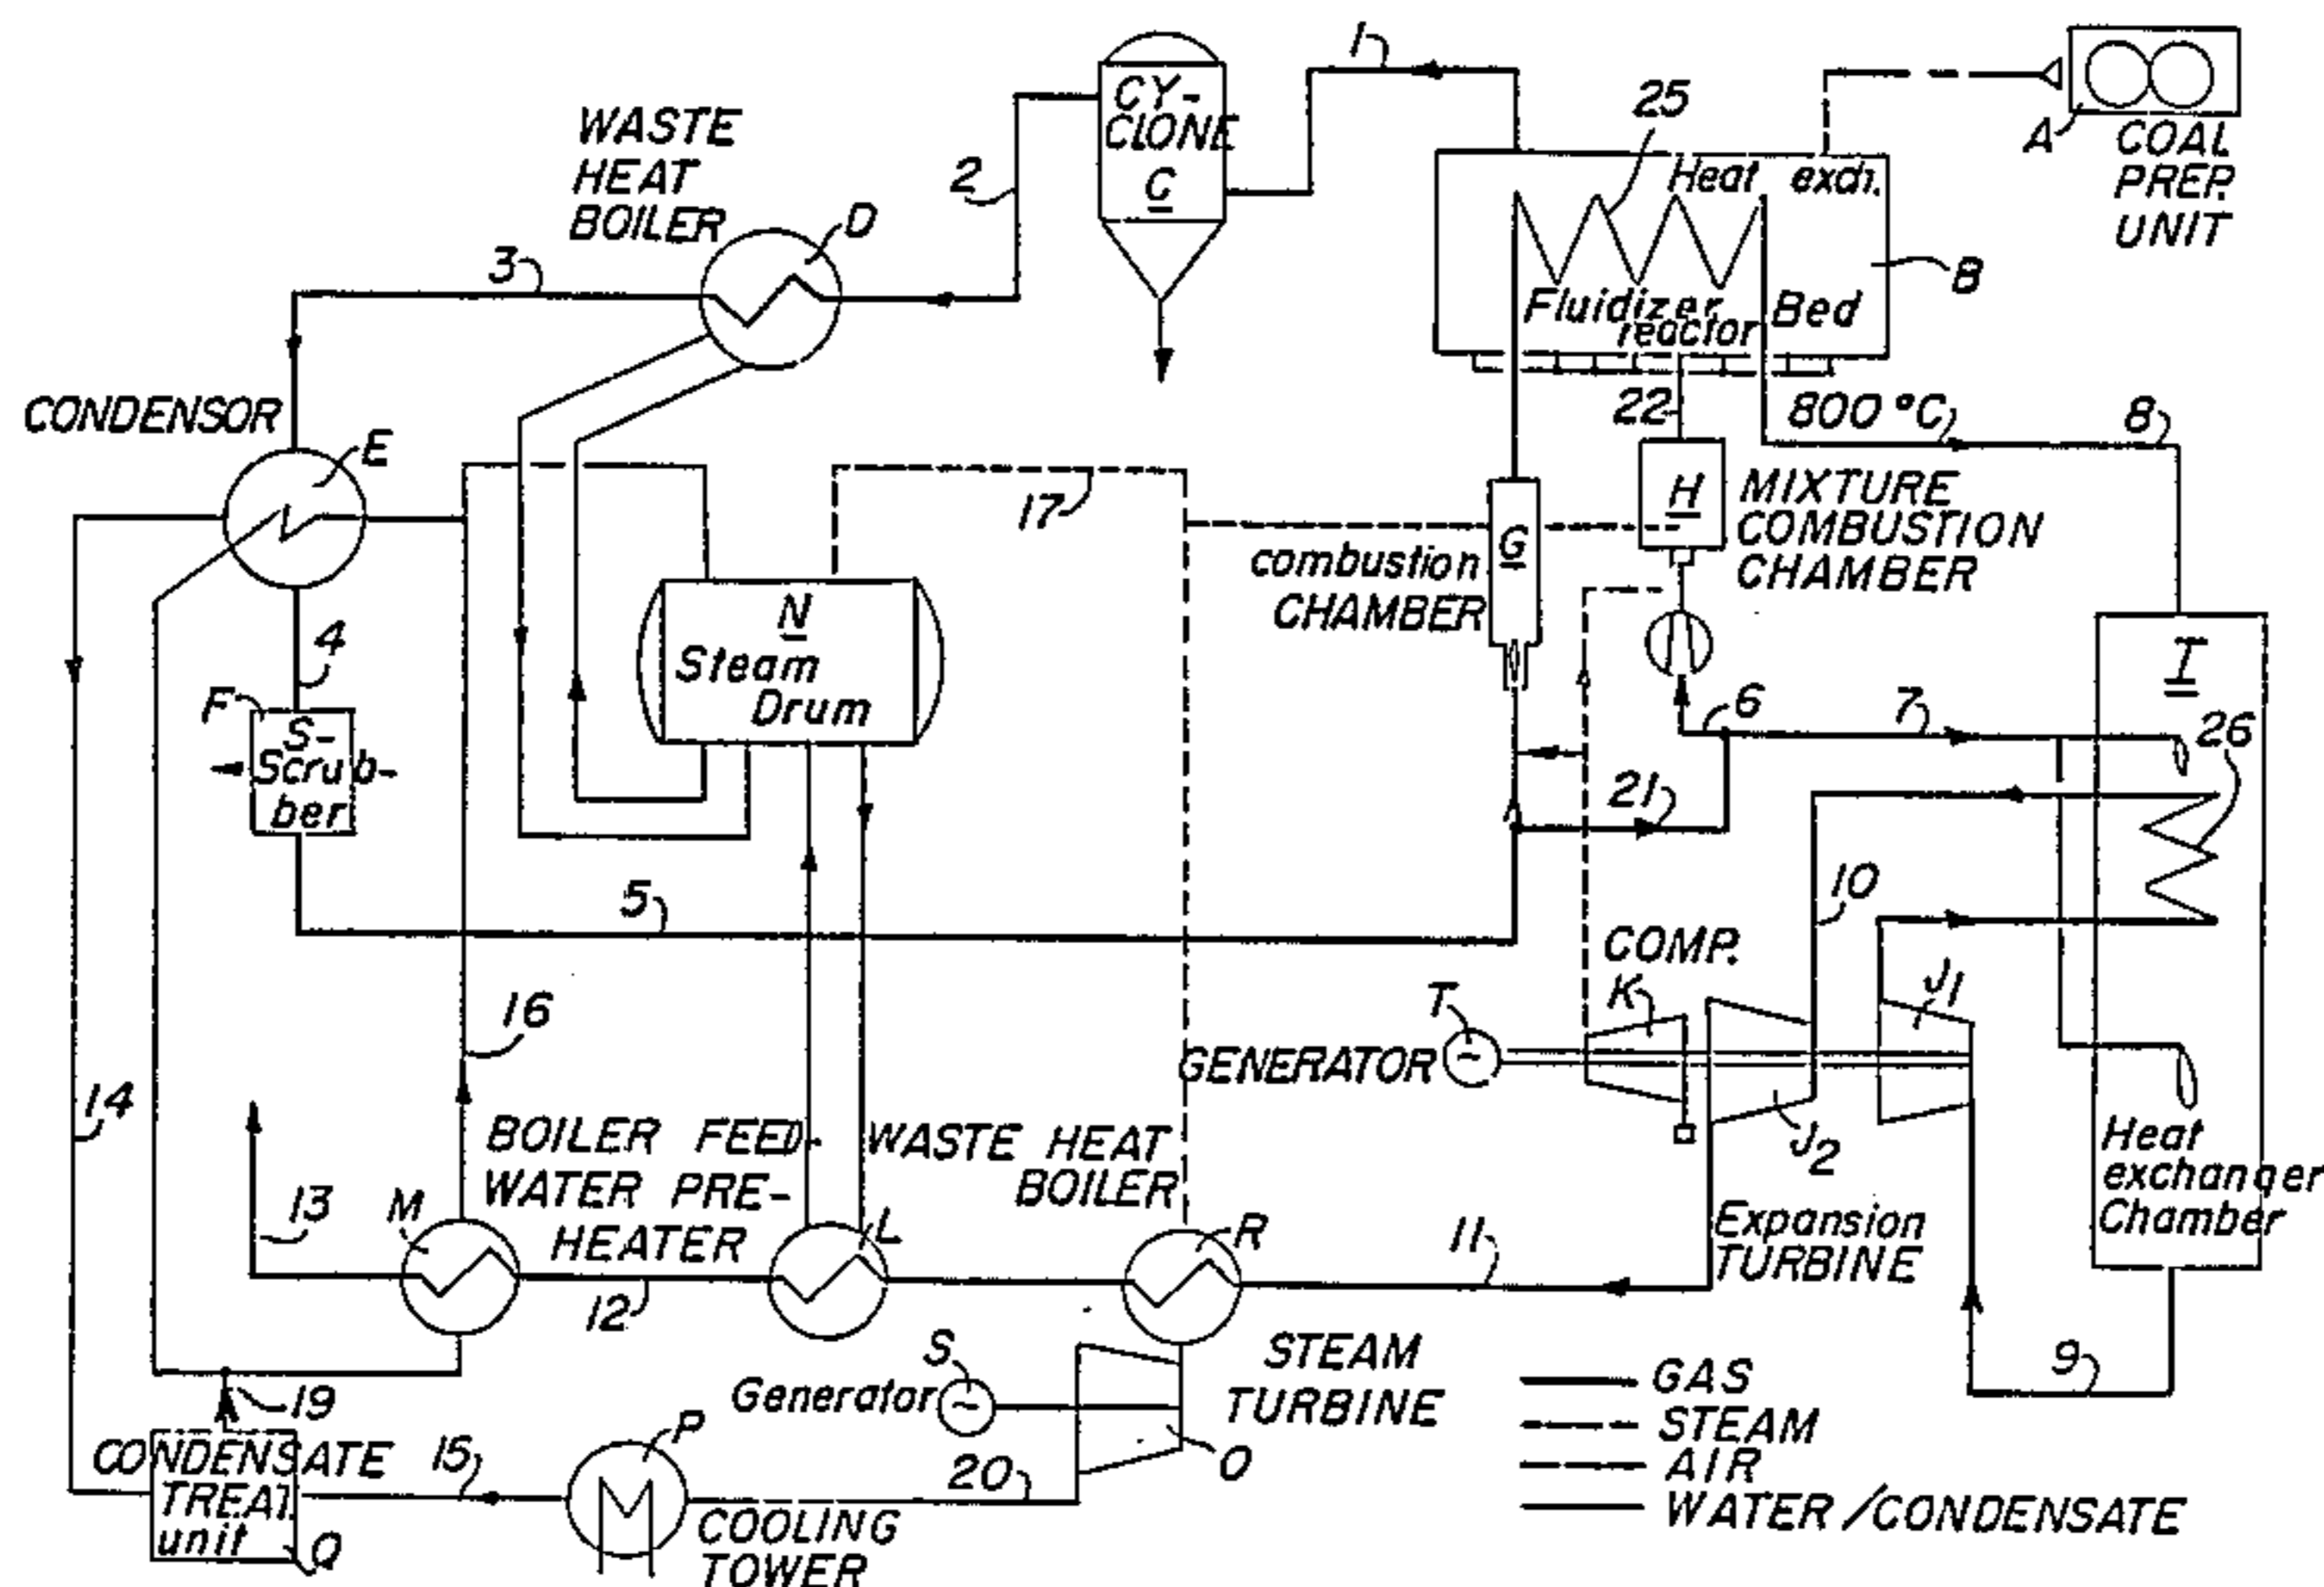 1
CY-
CLONE
C
WASTE
HEAT
BOILER
D
2
3
25
A
COAL
PREP.
UNIT
Heat exch.
B
Fluidizer Bed
reactor
22
800 °C
8
CONDENSOR
E
17
G
combustion
CHAMBER
H
MIXTURE
COMBUSTION
CHAMBER
N
Steam
Drum
4
F
S-
Scrub-
ber
I
6
7
26
21
5
10
COMP.
K
J1
T
GENERATOR
16
14
J2
BOILER FEED
WATER PRE-
HEATER
WASTE HEAT
BOILER
Heat
exchanger
Chamber
Expansion
TURBINE
13
M
L
R
11
12
9
S
Generator
STEAM
TURBINE
O
19
P
CONDENSATE
TREAT.
unit
Q
15
20
COOLING
TOWER
GAS
STEAM
AIR
WATER/CONDENSATE